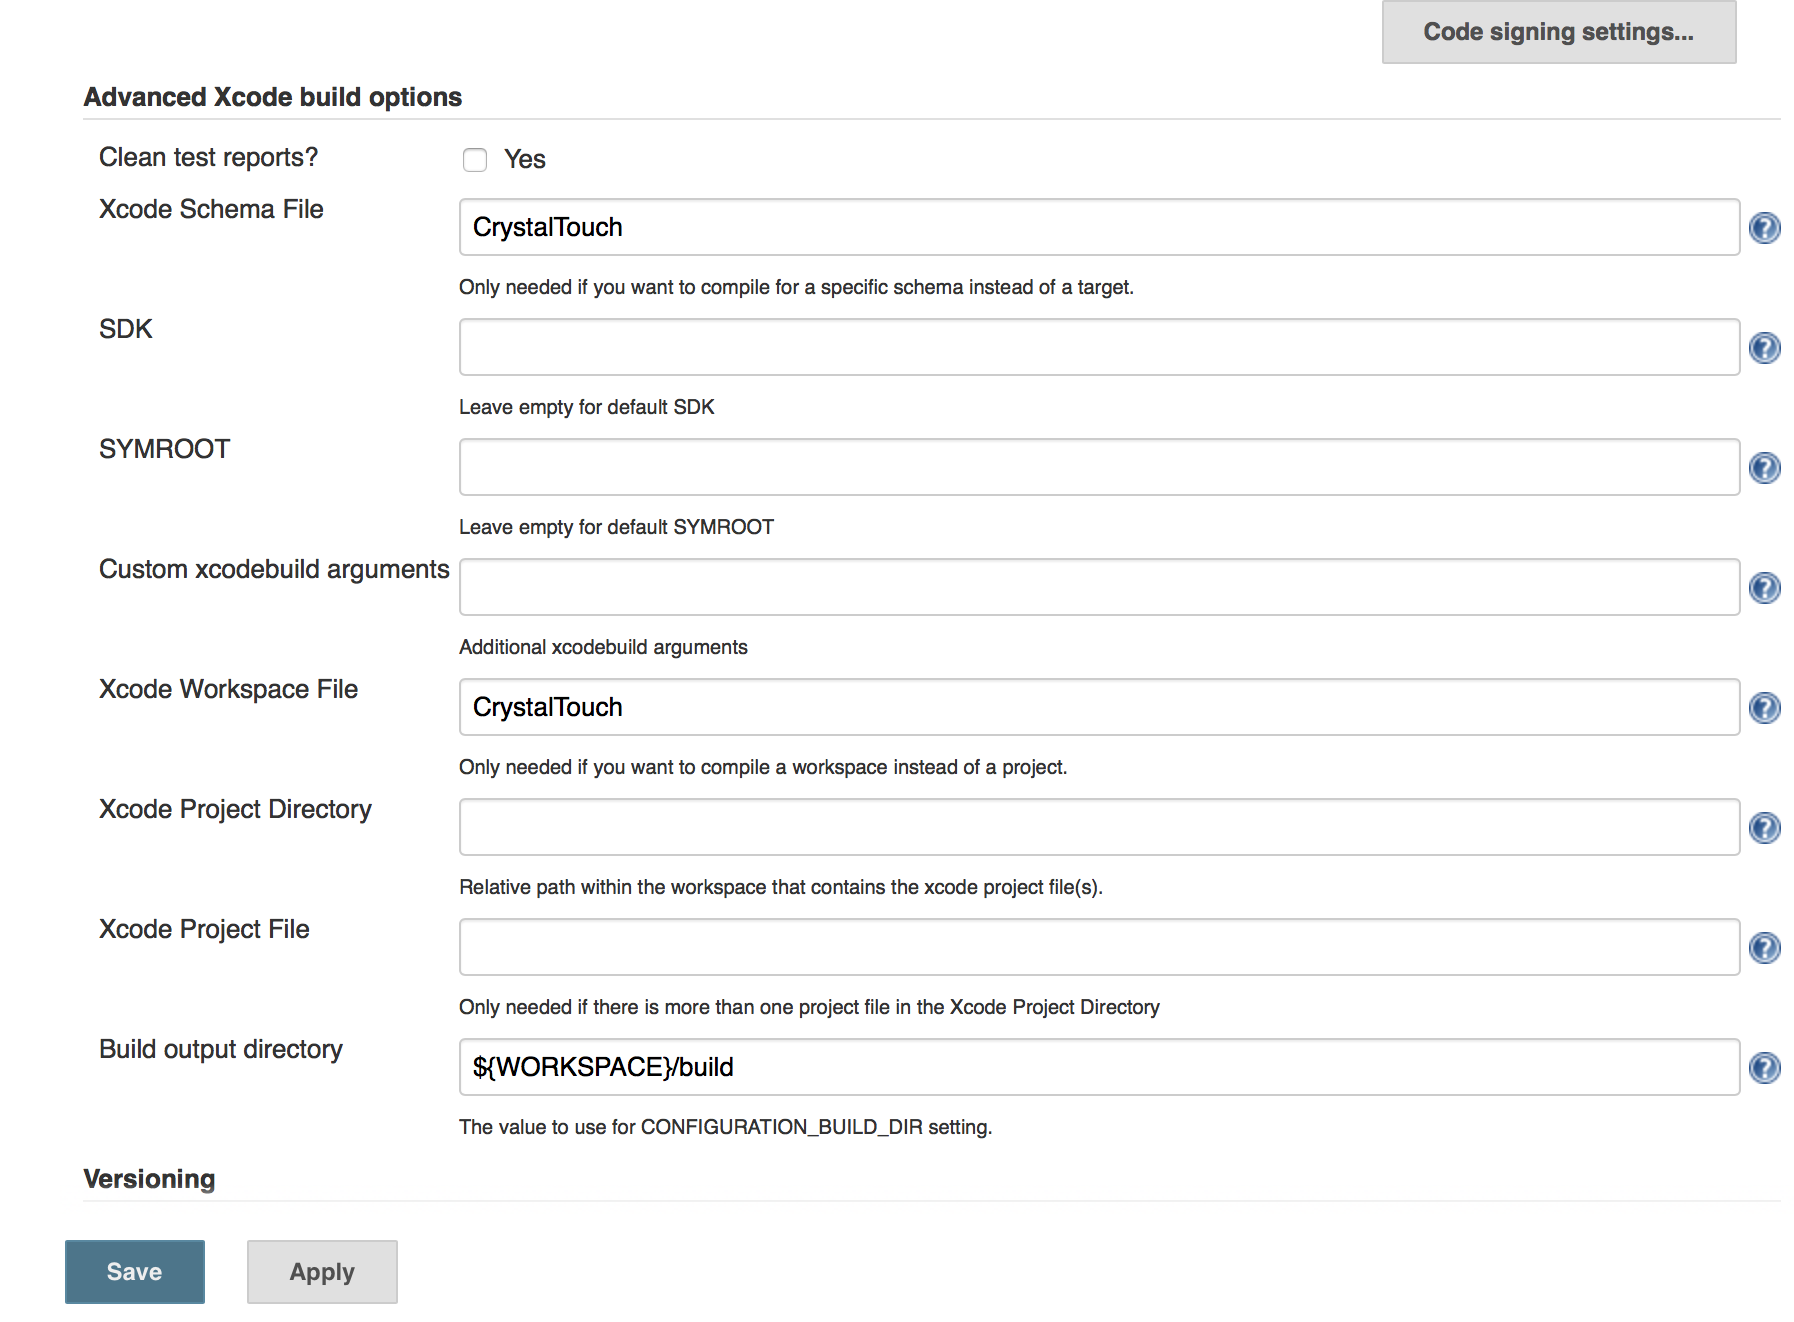 Code signing settings...
Advanced Xcode build options
Clean test reports?
Yes
Xcode Schema File
CrystalTouch
Only needed if you want to compile for a specific schema instead of a target.
SDK
Leave empty for default SDK
SYMROOT
Leave empty for default SYMROOT
Custom xcodebuild arguments
Additional xcodebuild arguments
Xcode Workspace File
CrystalTouch
Only needed if you want to compile a workspace instead of a project.
Xcode Project Directory
Relative path within the workspace that contains the xcode project file(s).
Xcode Project File
Only needed if there is more than one project file in the Xcode Project Directory
Build output directory
${WORKSPACE}/build
The value to use for CONFIGURATION_BUILD_DIR setting.
Versioning
Save
Apply